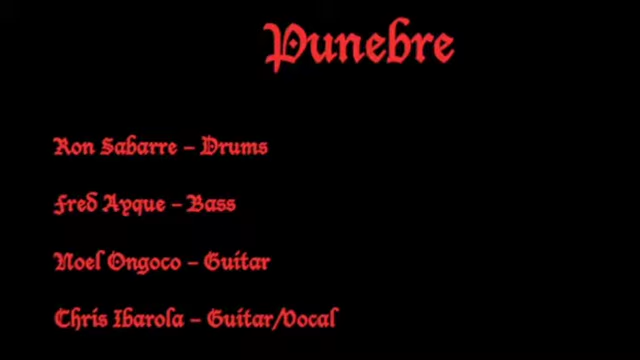 Punebre
Ron Sabarre – Drums
Fred Ayque – Bass
Noel Ongoco – Guitar
Chris Ibarola – Guitar/Vocal